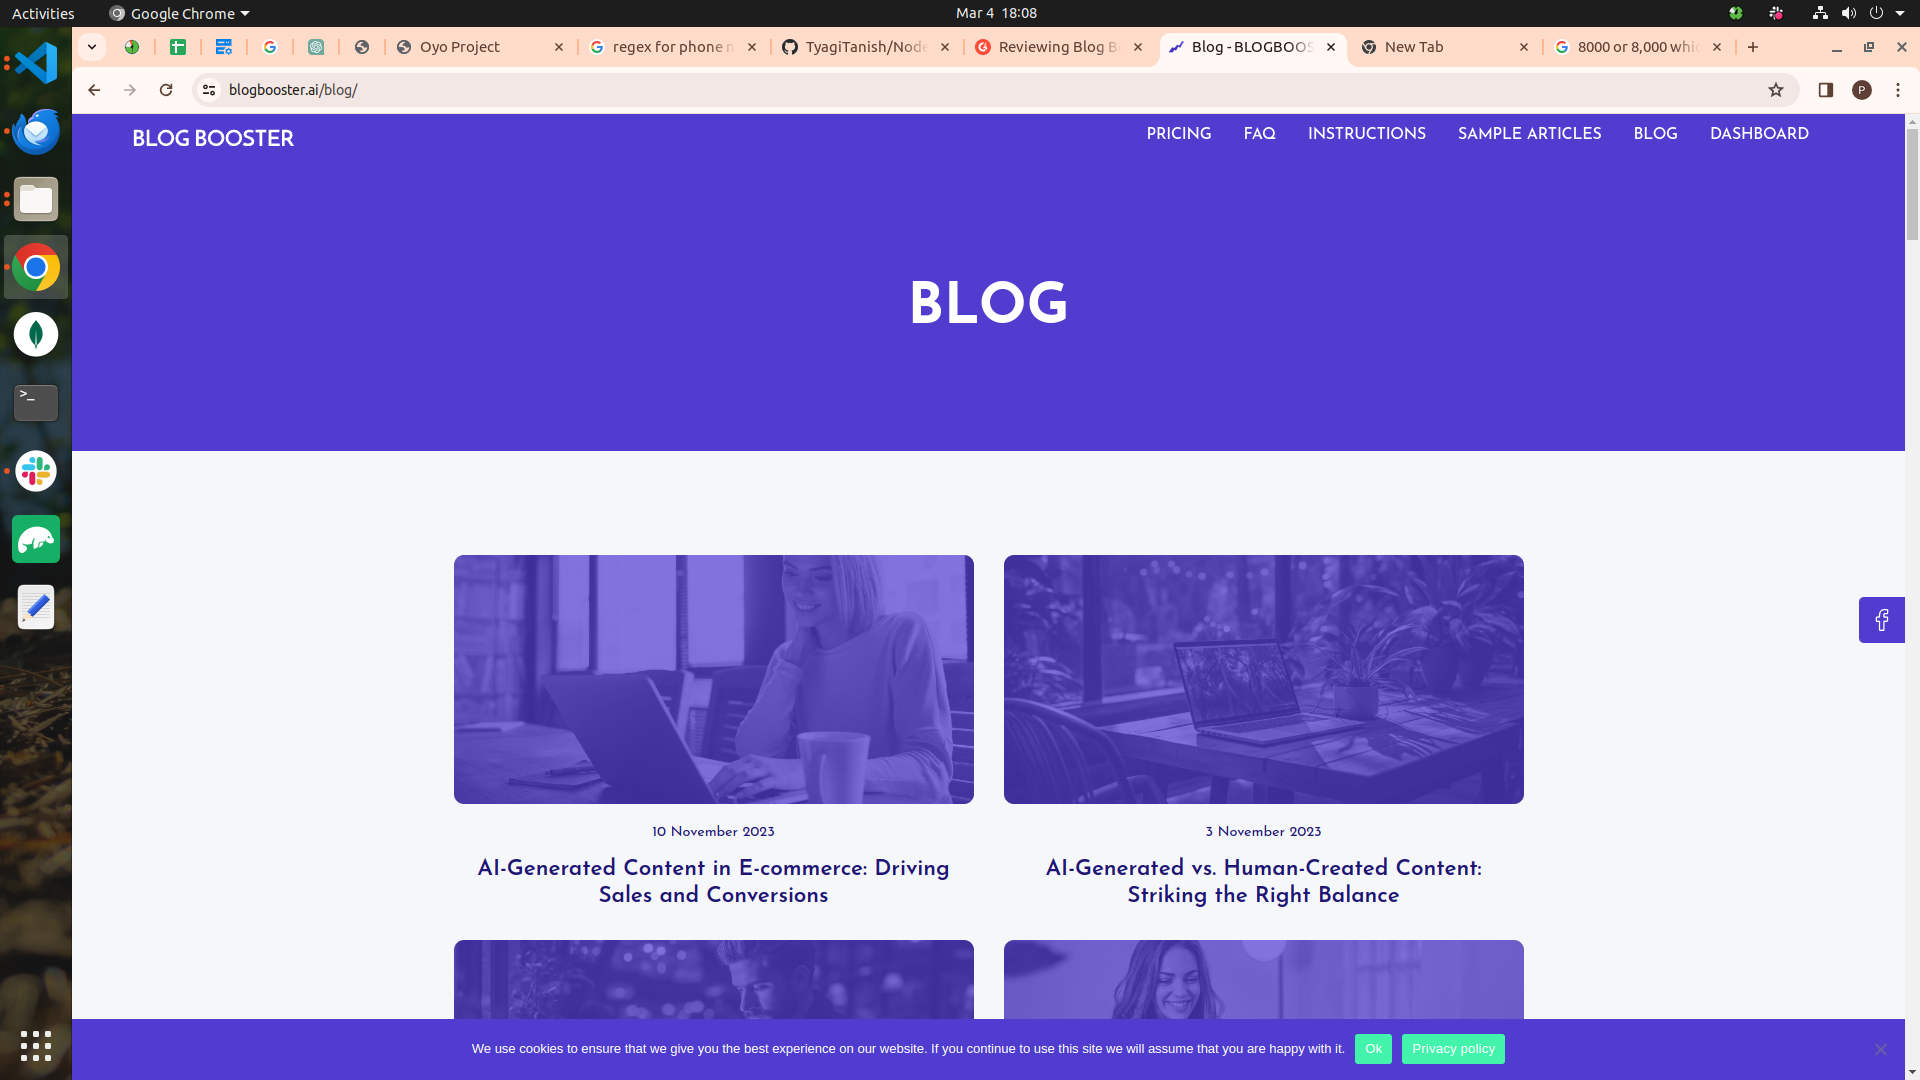 Activities
Google Chrome
Mar 4 18:08
Oyo Project
regex for phone n
TyagiTanish/Node
Reviewing Blog B
Blog - BLOGBOOS
New Tab
8000 or 8,000 whic
blogbooster.ai/blog/
P
BLOG BOOSTER
PRICING
FAQ
INSTRUCTIONS
SAMPLE ARTICLES
BLOG
DASHBOARD
BLOG
10 November 2023
AI-Generated Content in E-commerce: Driving
Sales and Conversions
3 November 2023
AI-Generated vs. Human-Created Content:
Striking the Right Balance
We use cookies to ensure that we give you the best experience on our website. If you continue to use this site we will assume that you are happy with it.
Ok
Privacy policy